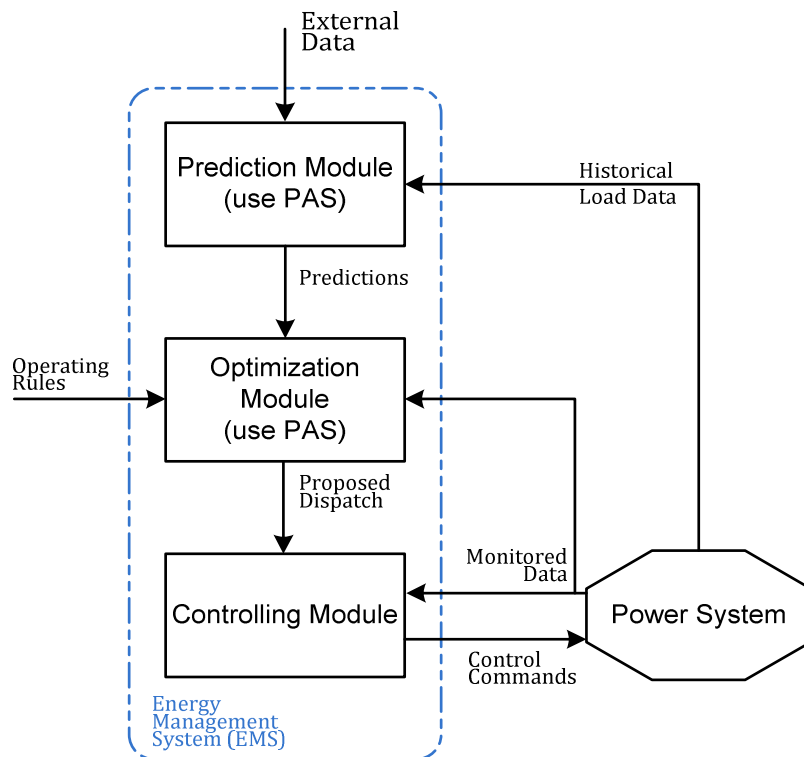 External
Data
Prediction Module
(use PAS)
Historical
Load Data
Predictions
Operating
Rules
Optimization
Module
(use PAS)
Proposed
Dispatch
Monitored
Data
Controlling Module
Power System
Control
Commands
Energy
Management
System (EMS)